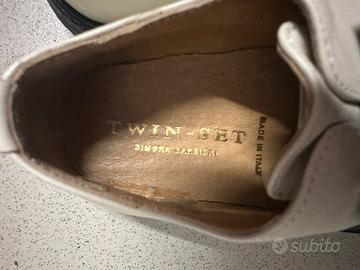 TWIN-SET
SIMONA BARBIERI
MADE IN ITALY
subito